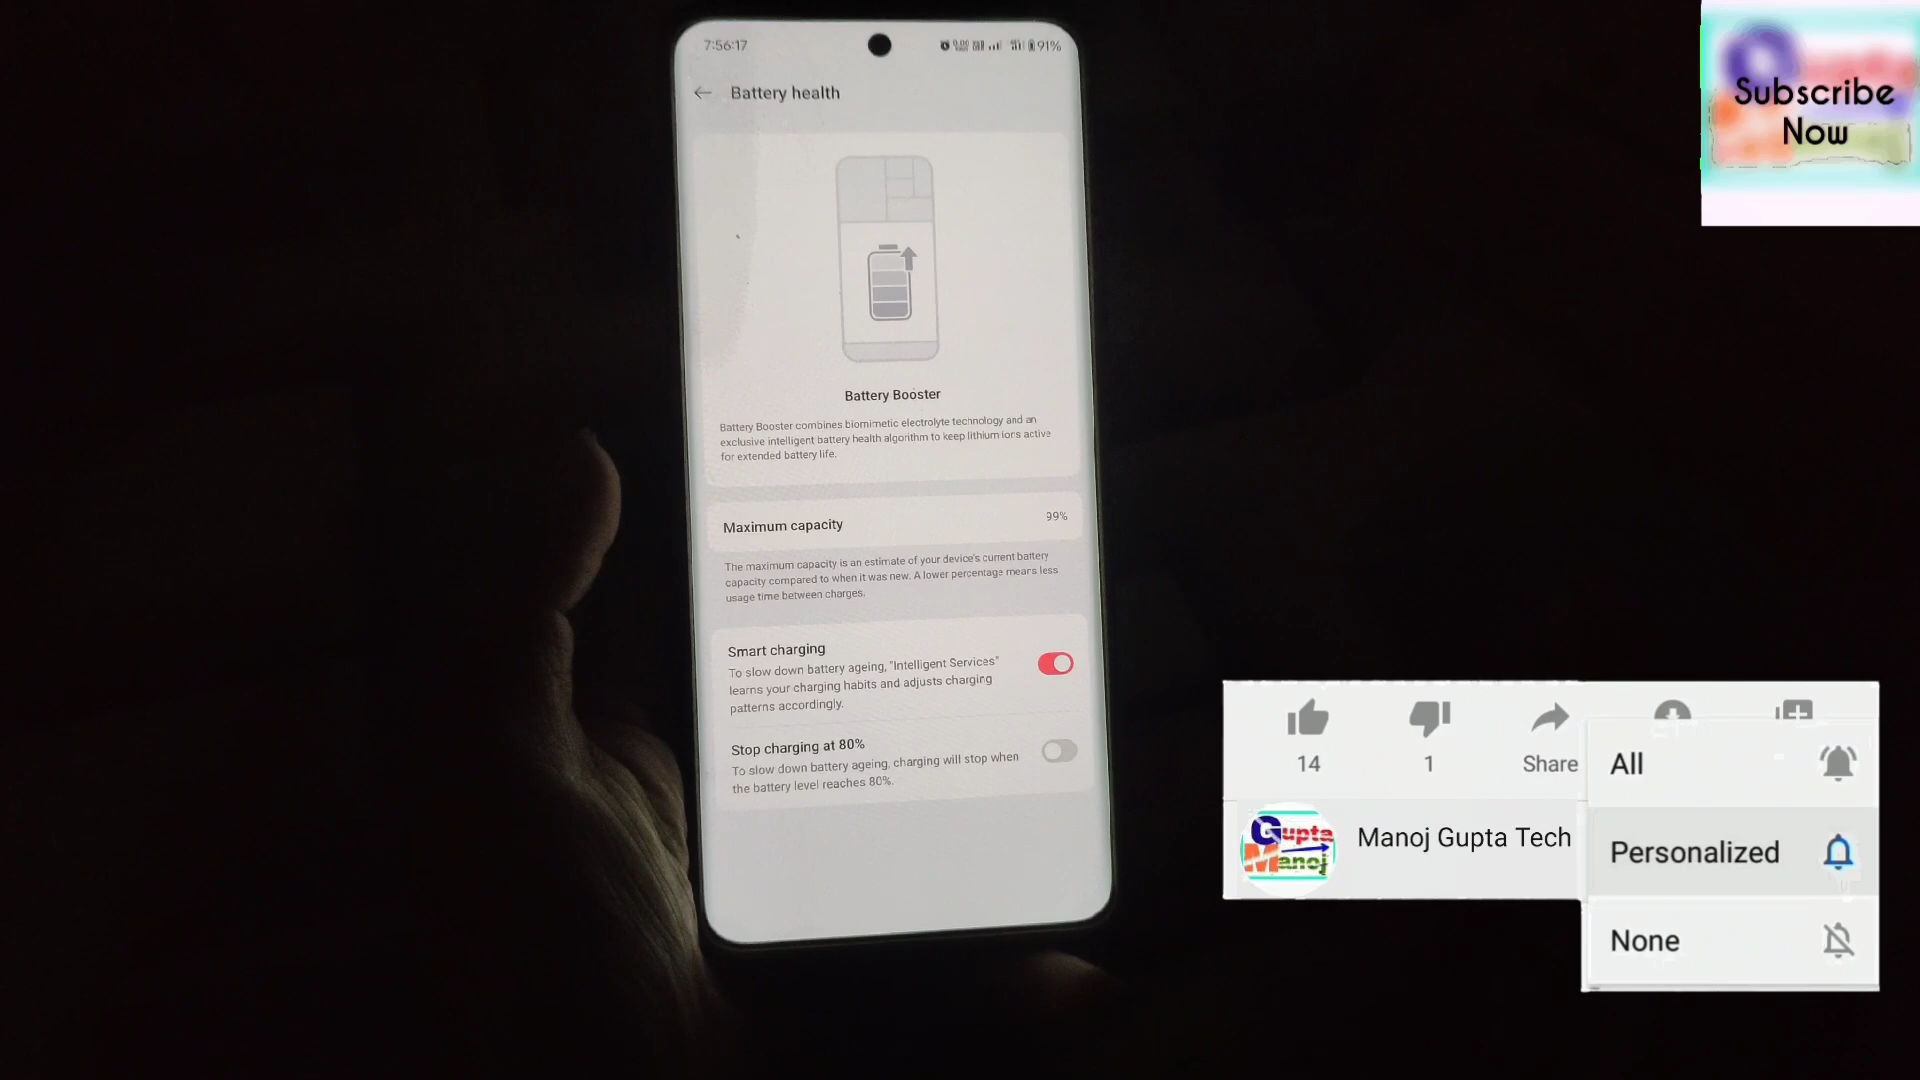 7:56:17
91%
Battery health
Battery Booster
Battery Booster combines biomimetic electrolyte technology and an
exclusive intelligent battery health algorithm to keep lithium ions active
for extended battery life.
Maximum capacity
99%
The maximum capacity is an estimate of your device's current battery
capacity compared to when it was new. A lower percentage means less
usage time between charges.
Smart charging
To slow down battery ageing, "Intelligent Services"
learns your charging habits and adjusts charging
patterns accordingly.
Stop charging at 80%
To slow down battery ageing, charging will stop when
the battery level reaches 80%.
Subscribe
Now
14
1
Share
All
Gupta
Manoj
Manoj Gupta Tech
Personalized
None